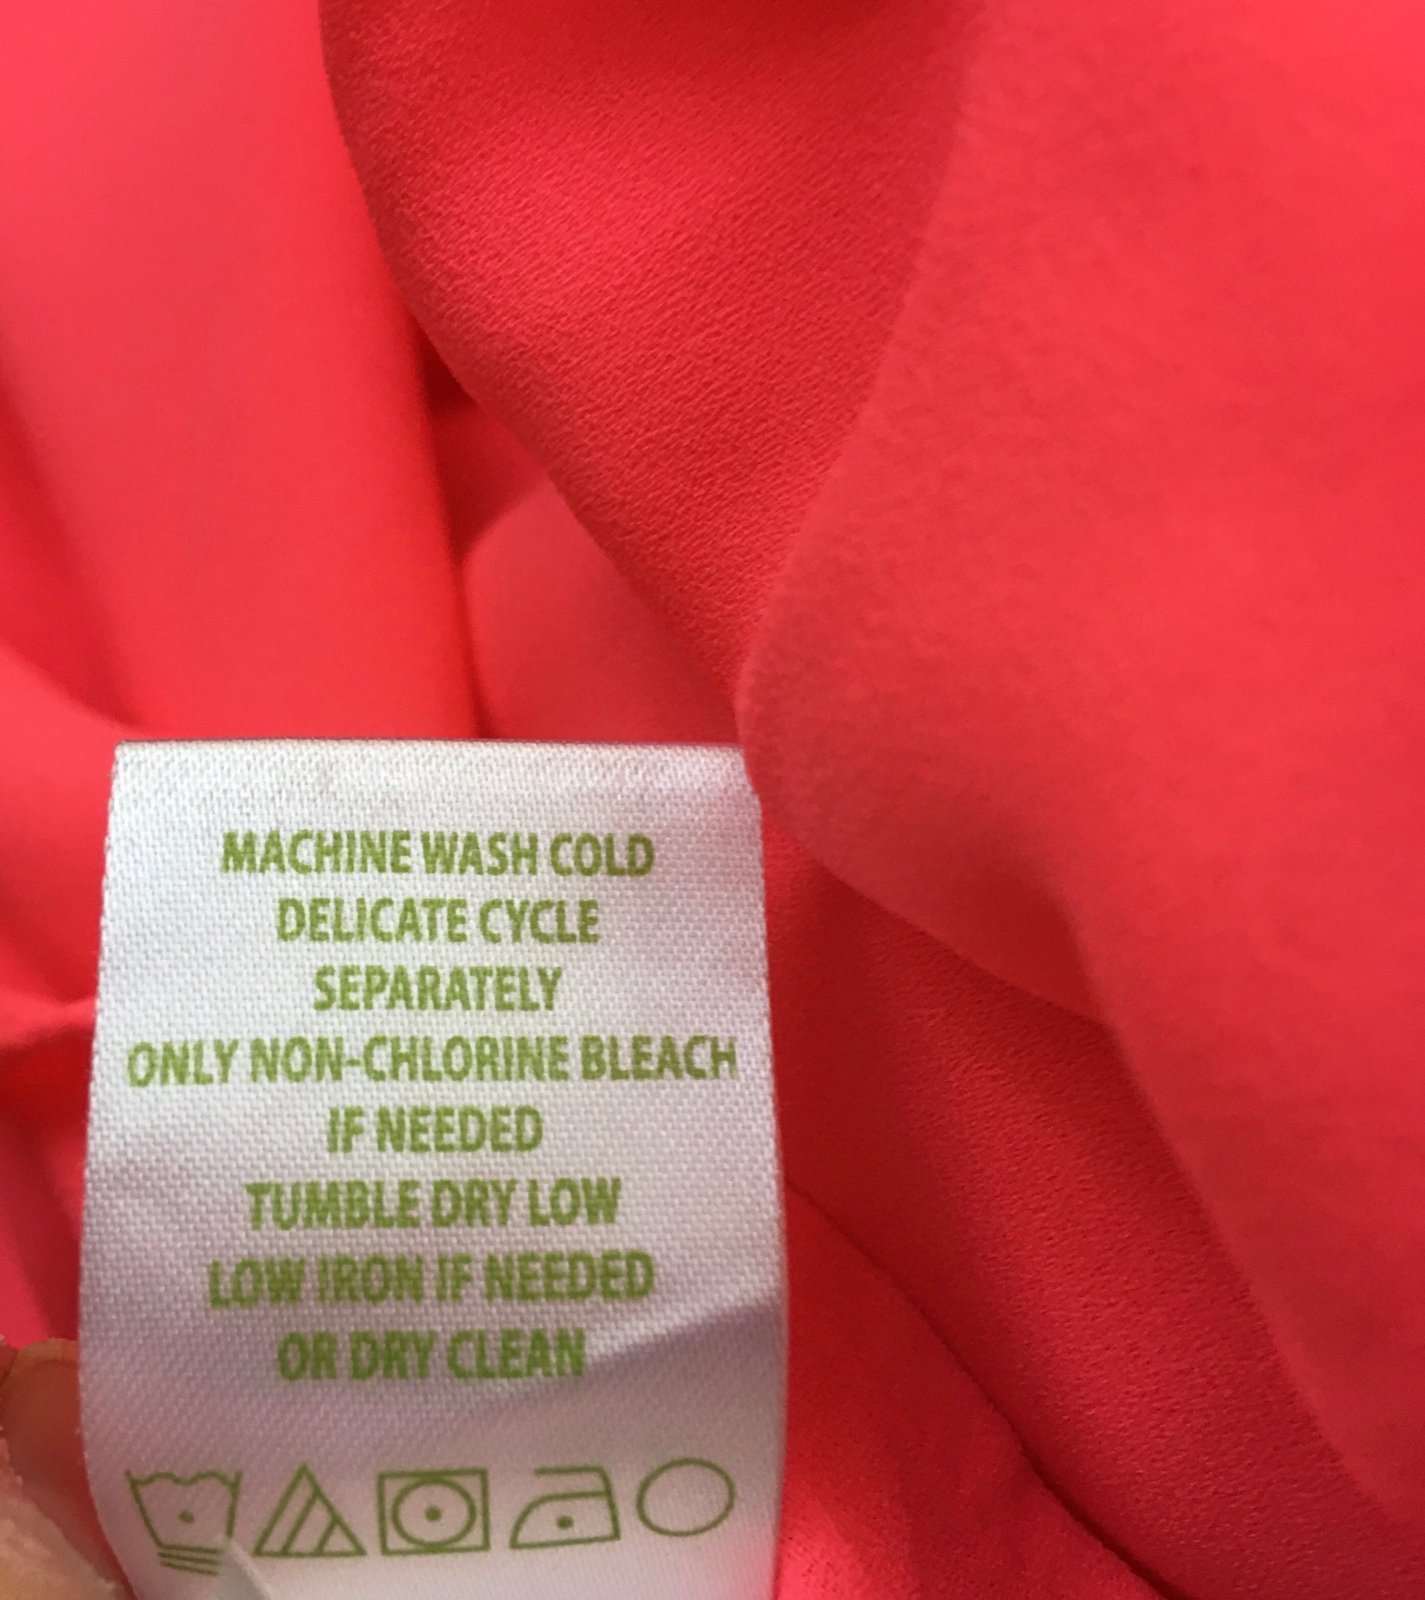 MACHINE WASH COLD
DELICATE CYCLE
SEPARATELY
ONLY NON-CHLORINE BLEACH
IF NEEDED
TUMBLE DRY LOW
LOW IRON IF NEEDED
OR DRY CLEAN